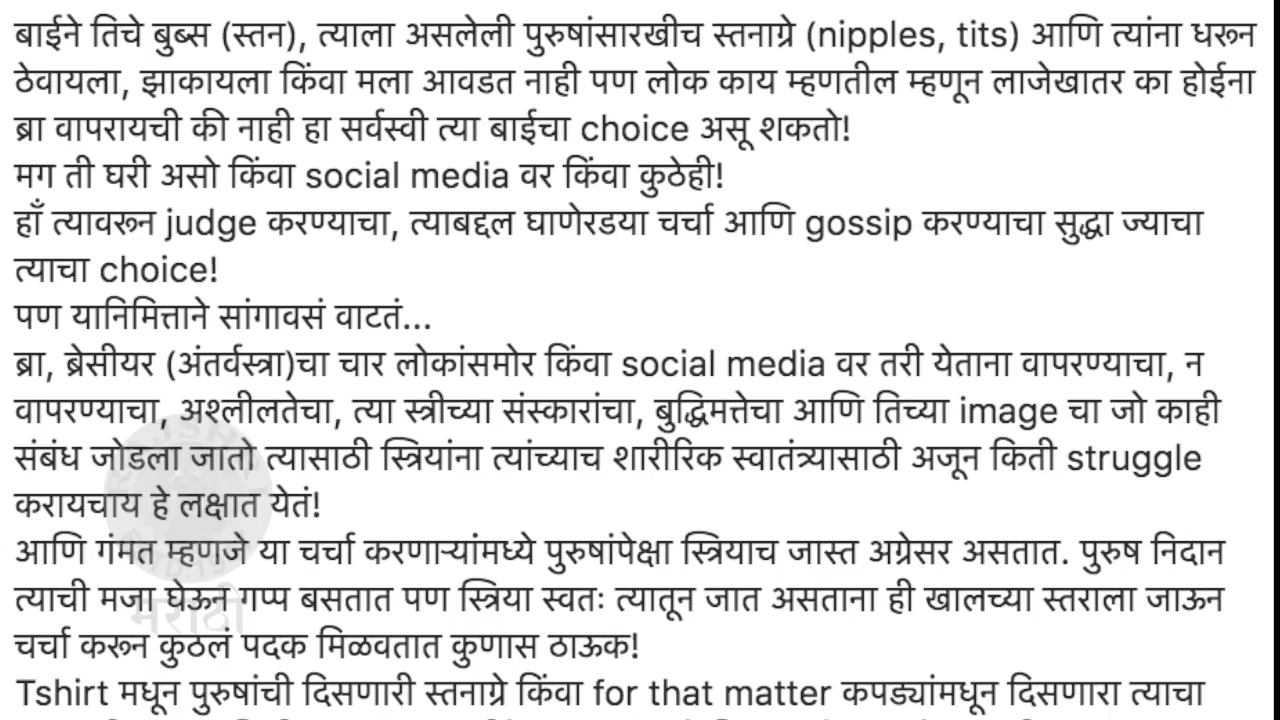 बाईने तिचे बुब्स (स्तन), त्याला असलेली पुरुषांसारखीच स्तनाग्रे (nipples, tits) आणि त्यांना धरून
ठेवायला, झाकायला किंवा मला आवडत नाही पण लोक काय म्हणतील म्हणून लाजेखातर का होईना
ब्रा वापरायची की नाही हा सर्वस्वी त्या बाईचा choice असू शकतो!
मग ती घरी असो किंवा social media वर किंवा कुठेही!
हाँ त्यावरून judge करण्याचा, त्याबद्दल घाणेरडया चर्चा आणि gossip करण्याचा सुद्धा ज्याचा
त्याचा choice!
पण यानिमित्ताने सांगावसं वाटतं...
ब्रा, ब्रेसीयर (अंतर्वस्त्रा)चा चार लोकांसमोर किंवा social media वर तरी येताना वापरण्याचा, न
वापरण्याचा, अश्लीलतेचा, त्या स्त्रीच्या संस्कारांचा, बुद्धिमत्तेचा आणि तिच्या image चा जो काही
संबंध जोडला जातो त्यासाठी स्त्रियांना त्यांच्याच शारीरिक स्वातंत्र्यासाठी अजून किती struggle
करायचाय हे लक्षात येतं!
आणि गंमत म्हणजे या चर्चा करणाऱ्यांमध्ये पुरुषांपेक्षा स्त्रियाच जास्त अग्रेसर असतात. पुरुष निदान
त्याची मजा घेऊन गप्प बसतात पण स्त्रिया स्वतः त्यातून जात असताना ही खालच्या स्तराला जाऊन
मराठी
चर्चा करून कुठलं पदक मिळवतात कुणास ठाऊक!
Tshirt मधून पुरुषांची दिसणारी स्तनाग्रे किंवा for that matter कपड्यांमधून दिसणारा त्याचा